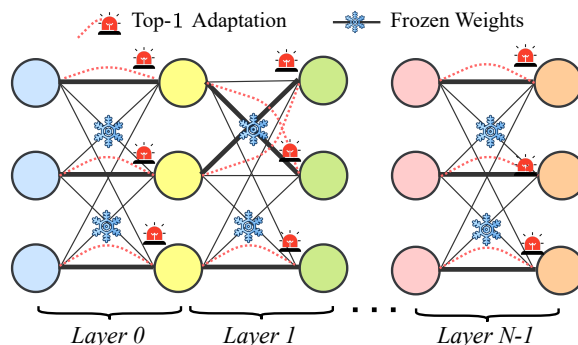 Top-1 Adaptation
Frozen Weights
Layer 0
Layer 1
Layer N-1